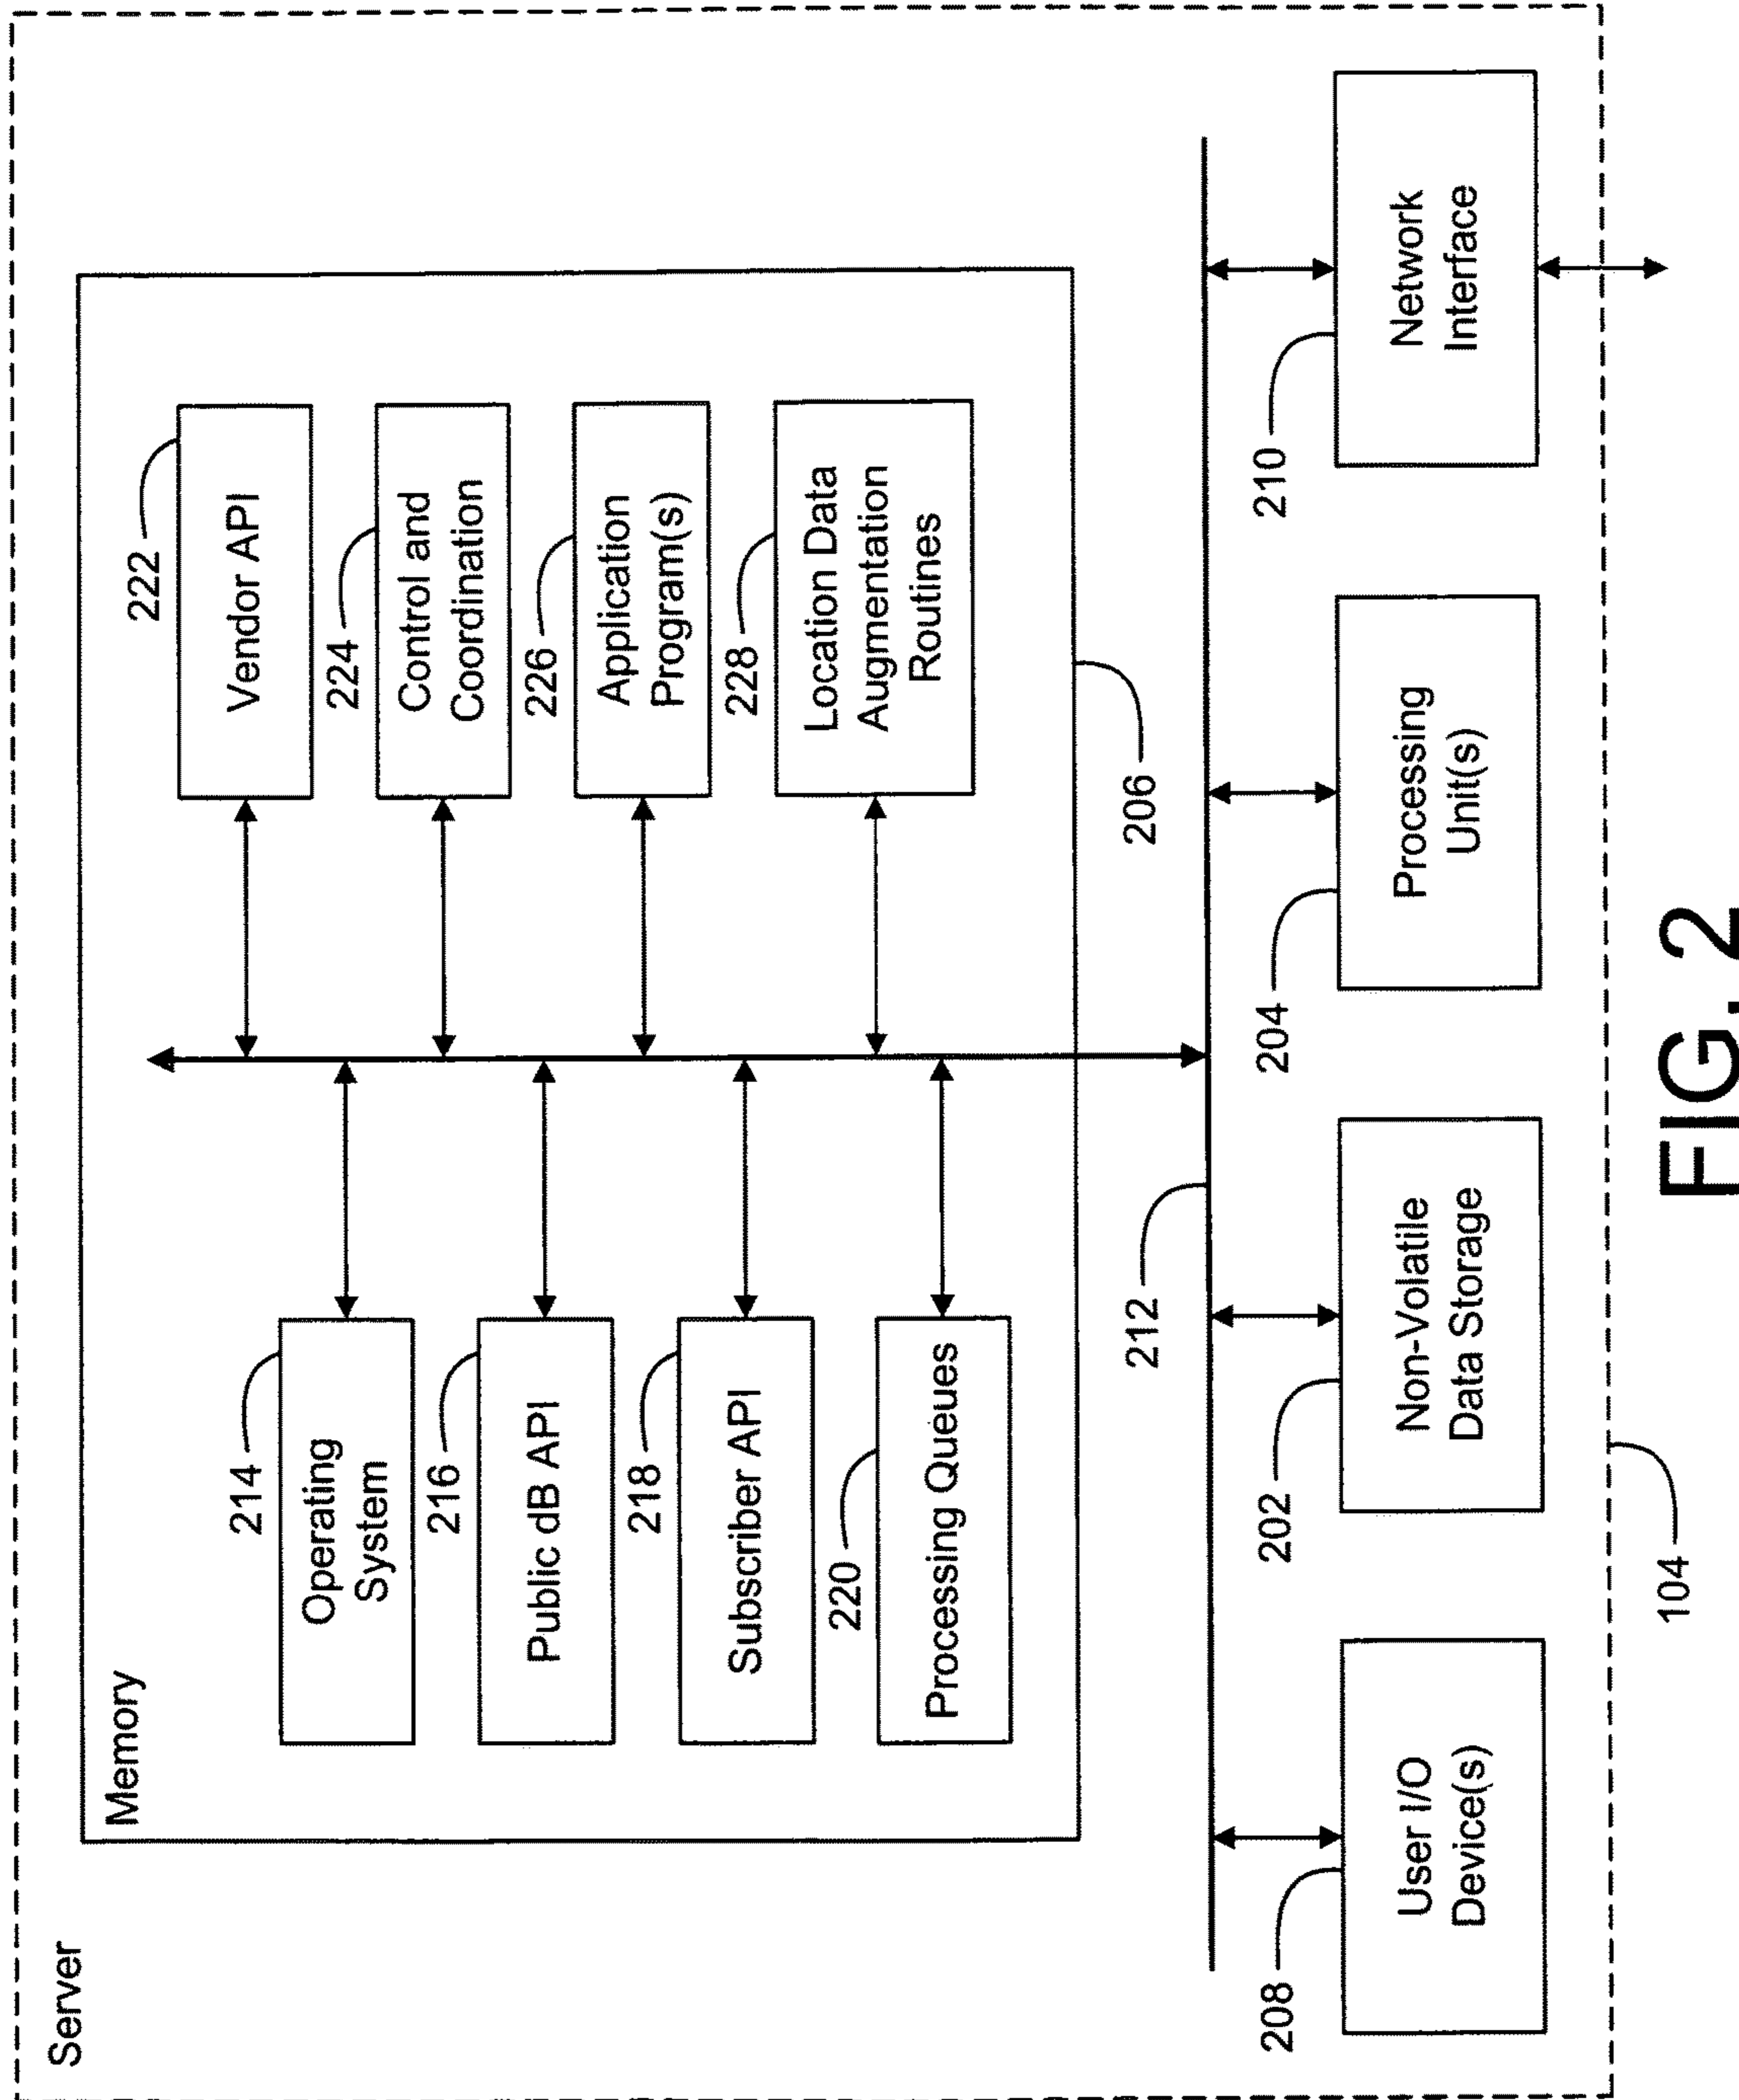 Server
Memory
214
Operating
System
216
Public dB API
218
Subscriber API
220
Processing Queues
222
Vendor API
224
Control and
Coordination
226
Application
Program(s)
228
Location Data
Augmentation
Routines
206
212
208
User I/O
Device(s)
202
Non-Volatile
Data Storage
204
Processing
Unit(s)
210
Network
Interface
104
FIG. 2